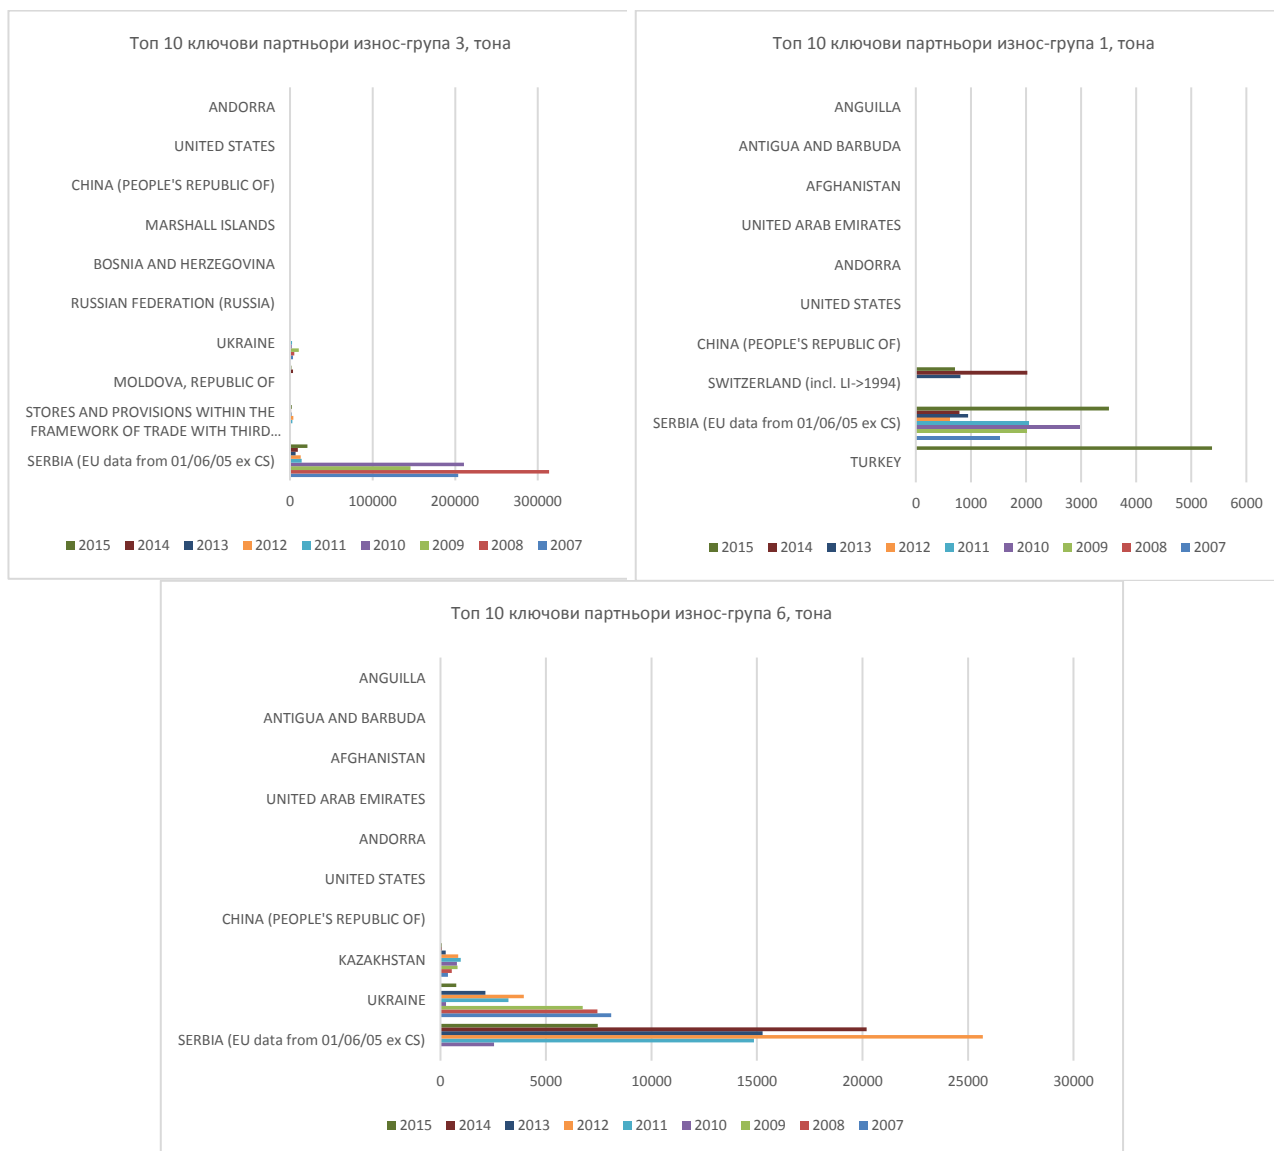 Топ 10 ключови партньори износ-група 3, тона
ANDORRA
UNITED STATES
CHINA (PEOPLE'S REPUBLIC OF)
MARSHALL ISLANDS
BOSNIA AND HERZEGOVINA
RUSSIAN FEDERATION (RUSSIA)
UKRAINE
MOLDOVA, REPUBLIC OF
STORES AND PROVISIONS WITHIN THE
FRAMEWORK OF TRADE WITH THIRD...
SERBIA (EU data from 01/06/05 ex CS)
0 100000 200000 300000
2015 2014 2013 2012 2011 2010 2009 2008 2007
Топ 10 ключови партньори износ-група 1, тона
ANGUILLA
ANTIGUA AND BARBUDA
AFGHANISTAN
UNITED ARAB EMIRATES
ANDORRA
UNITED STATES
CHINA (PEOPLE'S REPUBLIC OF)
SWITZERLAND (incl. LI->1994)
SERBIA (EU data from 01/06/05 ex CS)
TURKEY
0 1000 2000 3000 4000 5000 6000
2015 2014 2013 2012 2011 2010 2009 2008 2007
Топ 10 ключови партньори износ-група 6, тона
ANGUILLA
ANTIGUA AND BARBUDA
AFGHANISTAN
UNITED ARAB EMIRATES
ANDORRA
UNITED STATES
CHINA (PEOPLE'S REPUBLIC OF)
KAZAKHSTAN
UKRAINE
SERBIA (EU data from 01/06/05 ex CS)
0 5000 10000 15000 20000 25000 30000
2015 2014 2013 2012 2011 2010 2009 2008 2007